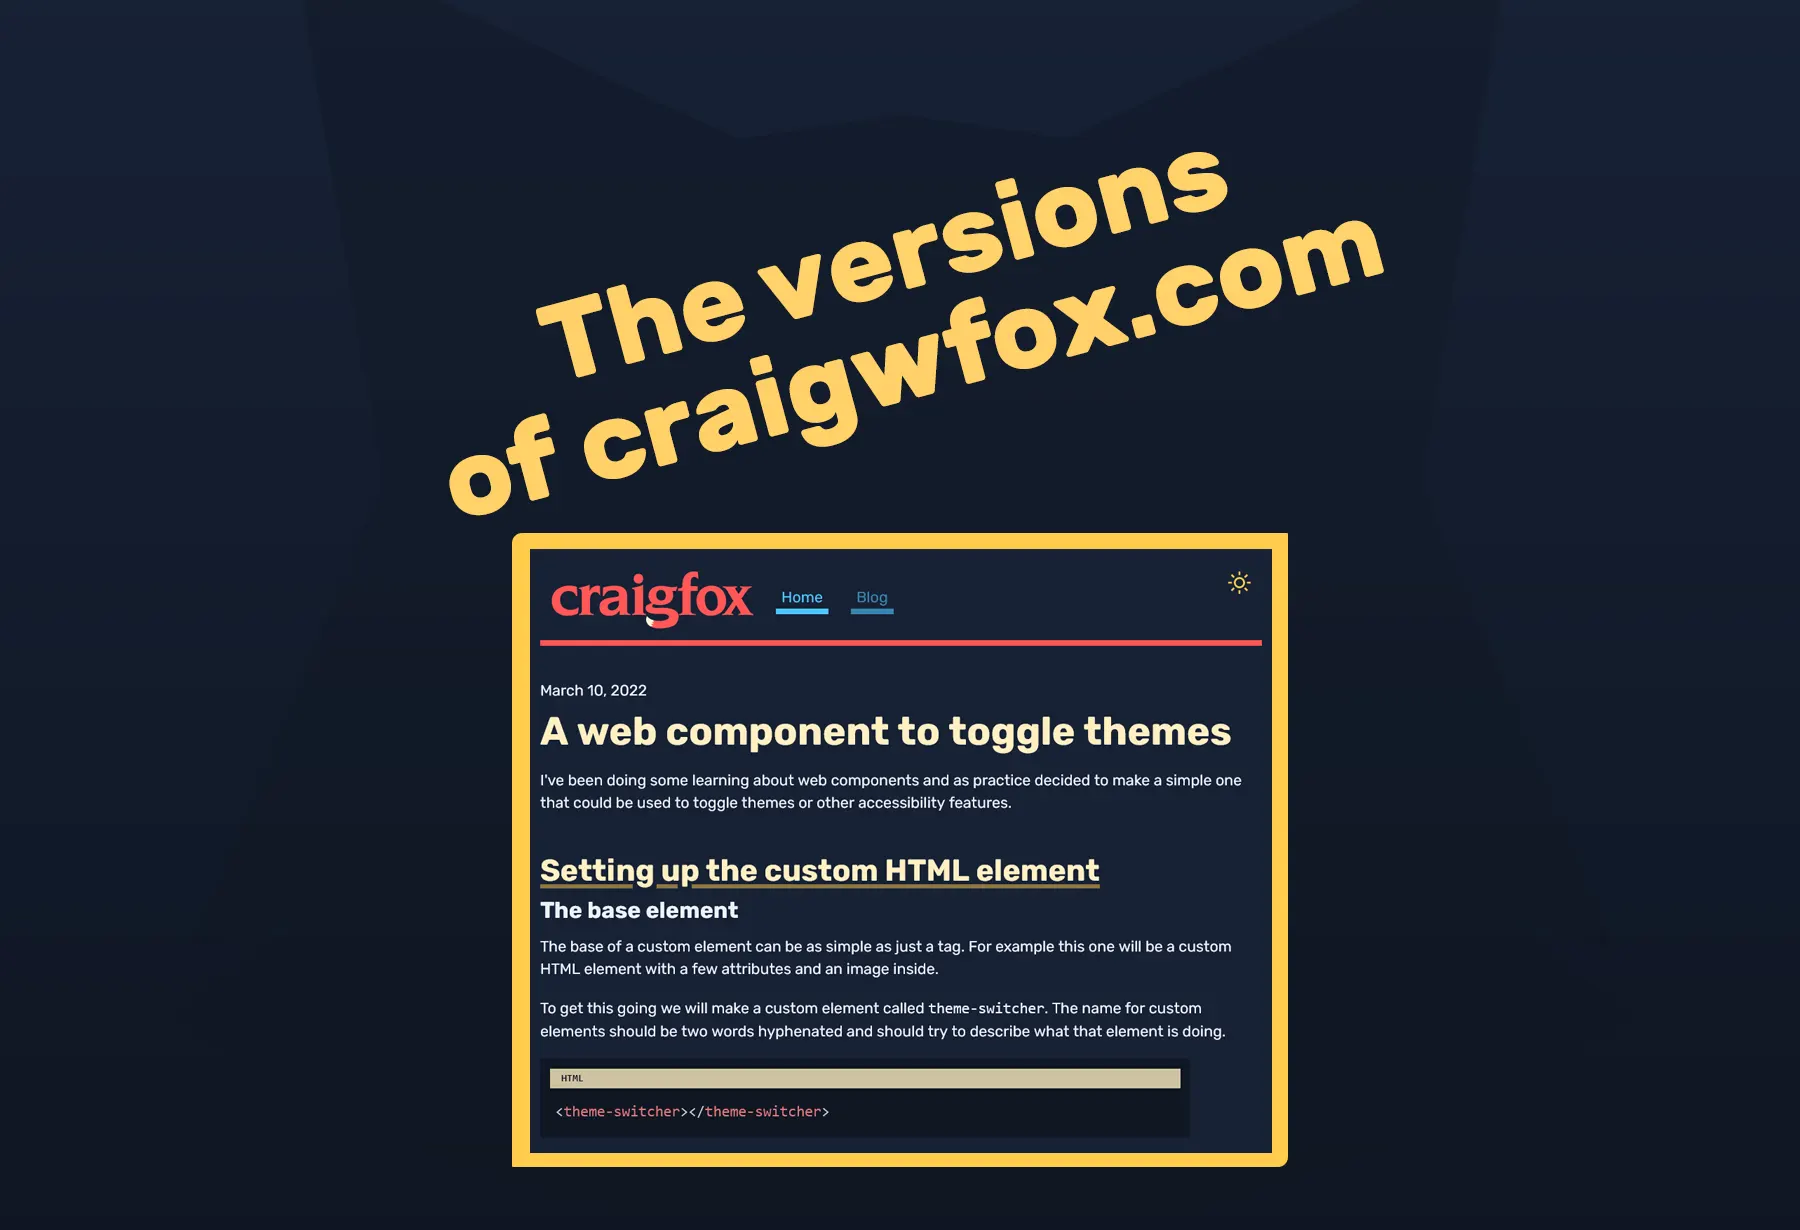 The versions
of craigwfox.com
craigfox
Home
Blog
March 10, 2022
A web component to toggle themes
I've been doing some learning about web components and as practice decided to make a simple one
that could be used to toggle themes or other accessibility features.
Setting up the custom HTML element
The base element
The base of a custom element can be as simple as just a tag. For example this one will be a custom
HTML element with a few attributes and an image inside.
To get this going we will make a custom element called theme-switcher. The name for custom
elements should be two words hyphenated and should try to describe what that element is doing.
HTML
<theme-switcher></theme-switcher>